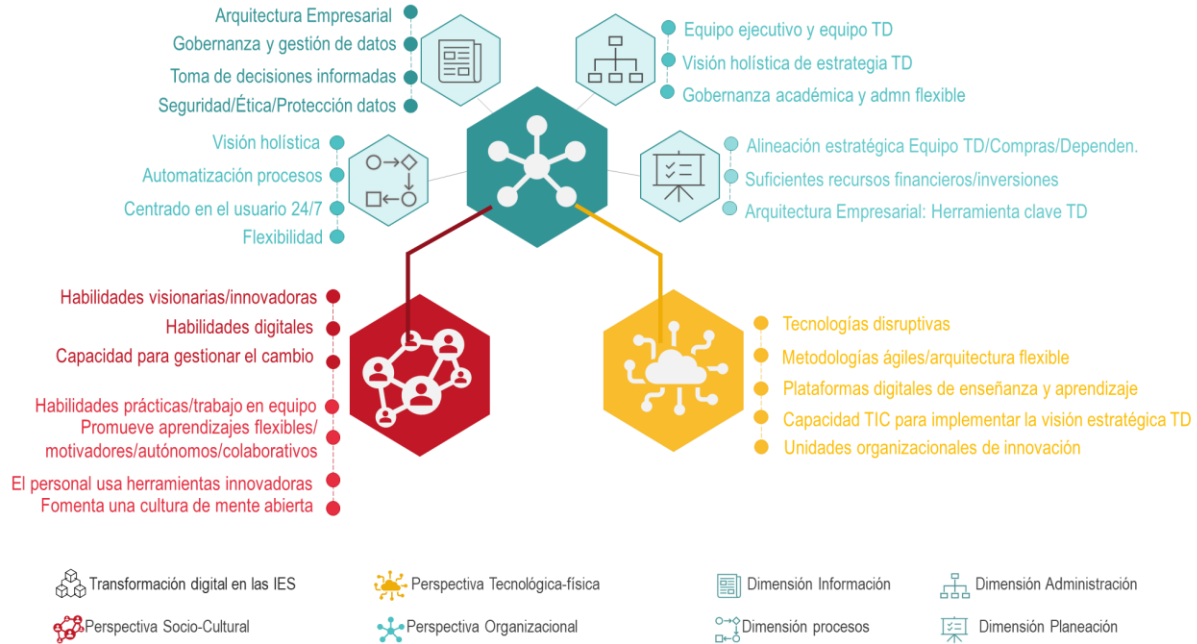 Arquitectura Empresarial
Gobernanza y gestión de datos
Toma de decisiones informadas
Seguridad/Ética/Protección datos
Equipo ejecutivo y equipo TD
Visión holística de estrategia TD
Gobernanza académica y admn flexible
Visión holística
Automatización procesos
Centrado en el usuario 24/7
Flexibilidad
Alineación estratégica Equipo TD/Compras/Dependen.
Suficientes recursos financieros/inversiones
Arquitectura Empresarial: Herramienta clave TD
Habilidades visionarias/innovadoras
Habilidades digitales
Capacidad para gestionar el cambio
Habilidades prácticas/trabajo en equipo
Promueve aprendizajes flexibles/
motivadores/autónomos/colaborativos
El personal usa herramientas innovadoras
Fomenta una cultura de mente abierta
Tecnologías disruptivas
Metodologías ágiles/arquitectura flexible
Plataformas digitales de enseñanza y aprendizaje
Capacidad TIC para implementar la visión estratégica TD
Unidades organizacionales de innovación
Transformación digital en las IES
Perspectiva Tecnológica-física
Dimensión Información
Dimensión Administración
Perspectiva Socio-Cultural
Perspectiva Organizacional
Dimensión procesos
Dimensión Planeación